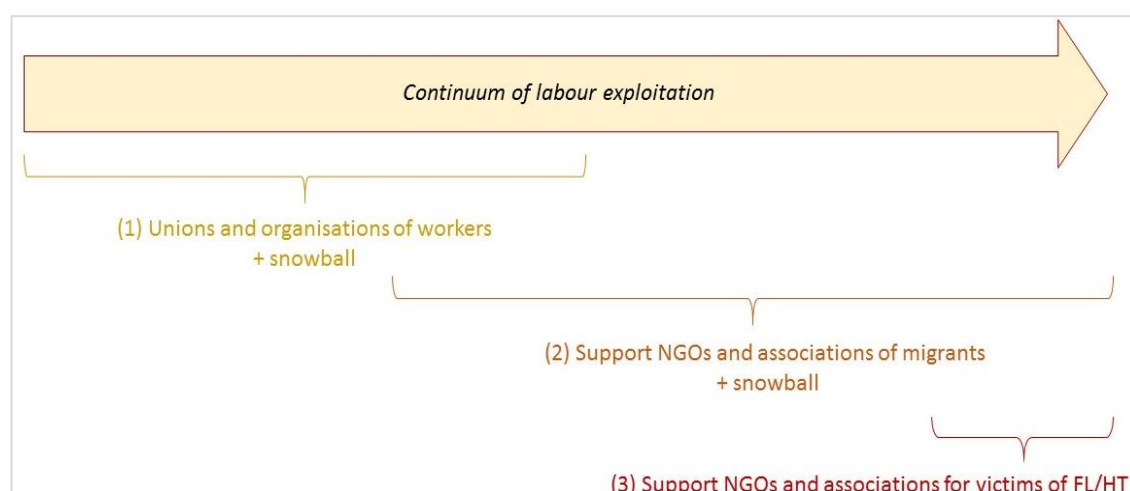 Continuum of labour exploitation
(1) Unions and organisations of workers
+ snowball
(2) Support NGOs and associations of migrants
+ snowball
(3) Support NGOs and associations for victims of FL/HT